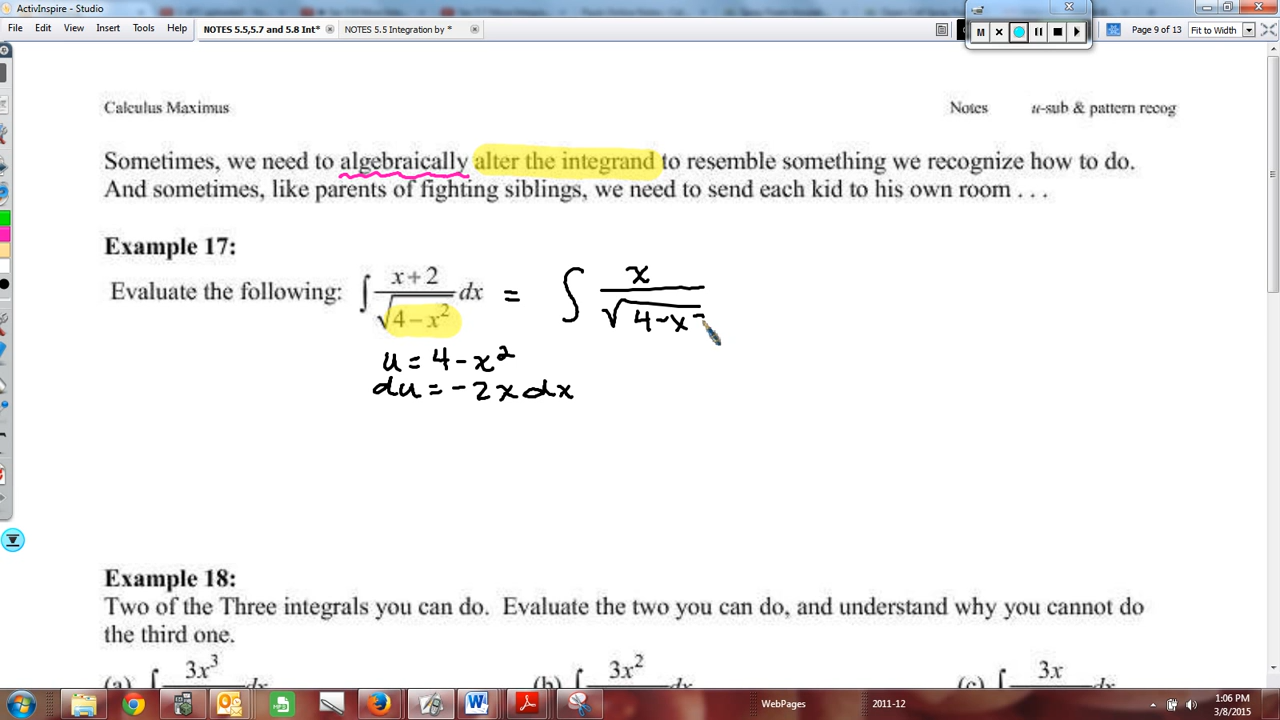 ActivInspire - Studio
File Edit View Insert Tools Help NOTES 5.5,5.7 and 5.8 Int* NOTES 5.5 Integration by * M Page 9 of 13 Fit to Width
Calculus Maximus Notes u-sub & pattern recog
Sometimes, we need to algebraically alter the integrand to resemble something we recognize how to do.
And sometimes, like parents of fighting siblings, we need to send each kid to his own room . . .
Example 17:
Evaluate the following: ∫ (x+2)/√(4−x²) dx = ∫ x/√(4−x
u = 4 - x²
du = -2x dx
Example 18:
Two of the Three integrals you can do. Evaluate the two you can do, and understand why you cannot do
the third one.
(a) ∫ 3x³ dx (b) ∫ 3x² dx (c) ∫ 3x dx
WebPages 2011-12 1:06 PM
3/8/2015